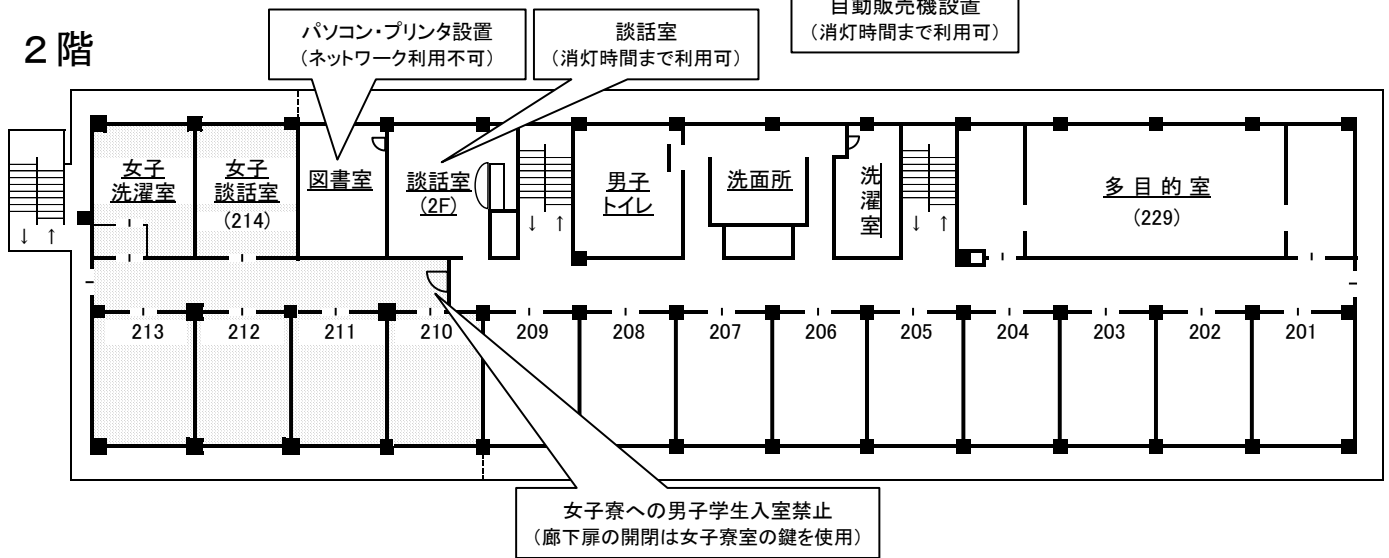 自動販売機設置
(消灯時間まで利用可)
2階
パソコン・プリンタ設置
(ネットワーク利用不可)
談話室
(消灯時間まで利用可)
女子
洗濯室
女子
談話室
(214)
図書室
談話室
(2F)
男子
トイレ
洗面所
洗濯室
多目的室
(229)
↓ ↑
↓ ↑
↓ ↑
213 212 211 210 209 208 207 206 205 204 203 202 201
女子寮への男子学生入室禁止
(廊下扉の開閉は女子寮室の鍵を使用)